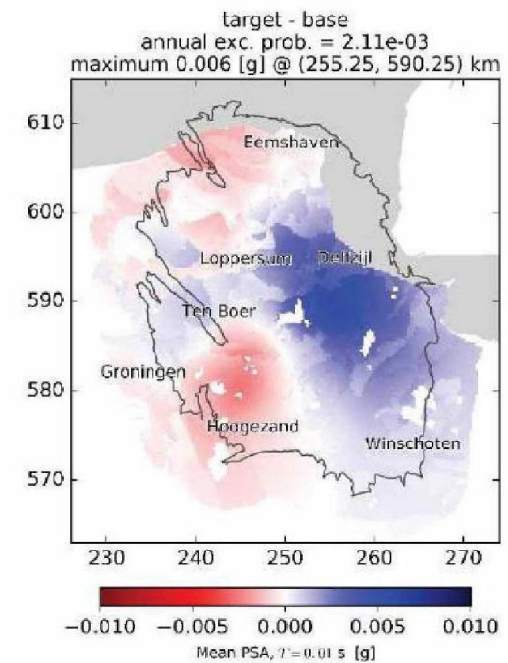 target - base
annual exc. prob. = 2.11e-03
maximum 0.006 [g] @ (255.25, 590.25) km
610
Eemshaven
600
Loppersum Delfzijl
590
Ten Boer
Groningen
580
Hoogezand
Winschoten
570
230 240 250 260 270
−0.010 −0.005 0.000 0.005 0.010
Mean PSA, T = 0.01 s [g]